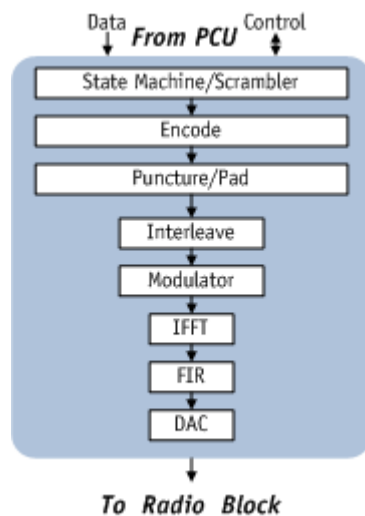 Data From PCU Control
State Machine/Scrambler
Encode
Puncture/Pad
Interleave
Modulator
IFFT
FIR
DAC
To Radio Block